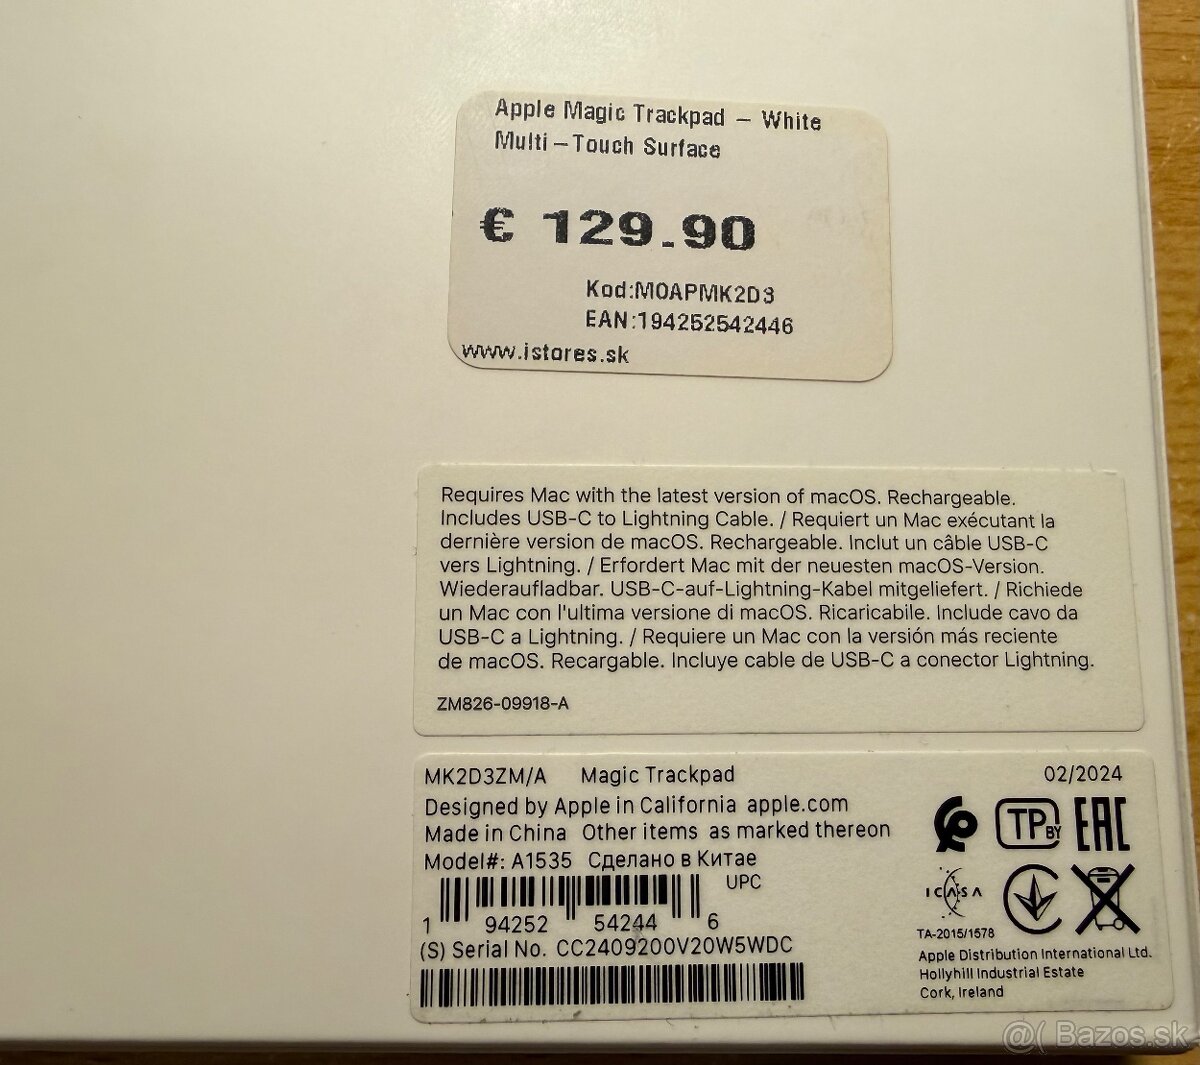 Apple Magic Trackpad – White
Multi–Touch Surface
€ 129.90
Kod:MOAPMK2D3
EAN:194252542446
www.istores.sk
Requires Mac with the latest version of macOS. Rechargeable.
Includes USB-C to Lightning Cable. / Requiert un Mac exécutant la
dernière version de macOS. Rechargeable. Inclut un câble USB-C
vers Lightning. / Erfordert Mac mit der neuesten macOS-Version.
Wiederaufladbar. USB-C-auf-Lightning-Kabel mitgeliefert. / Richiede
un Mac con l'ultima versione di macOS. Ricaricabile. Include cavo da
USB-C a Lightning. / Requiere un Mac con la versión más reciente
de macOS. Recargable. Incluye cable de USB-C a conector Lightning.
ZM826-09918-A
MK2D3ZM/A Magic Trackpad 02/2024
Designed by Apple in California apple.com
Made in China Other items as marked thereon
Model#: A1535 Сделано в Китае
TP BY EAC
UPC
1 94252 54244 6
ICASA
TA-2015/1578
(S) Serial No. CC2409200V20W5WDC
Apple Distribution International Ltd.
Hollyhill Industrial Estate
Cork, Ireland
@( Bazos.sk